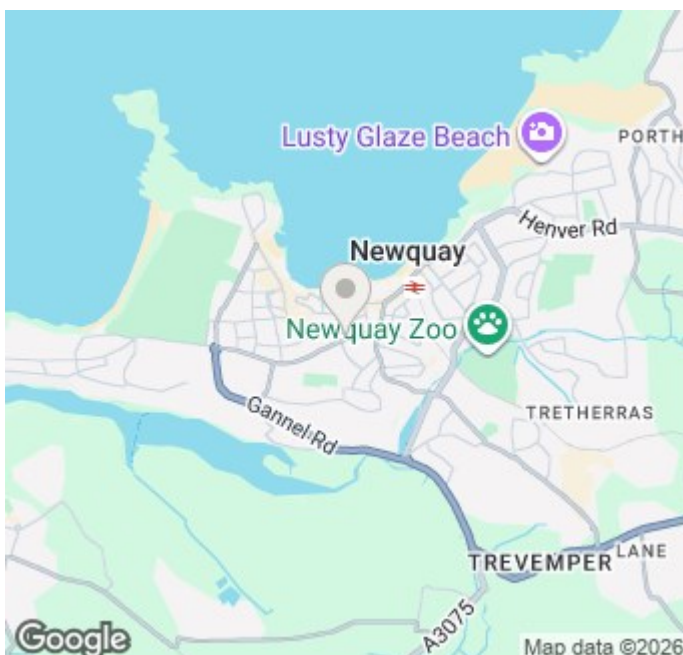 Lusty Glaze Beach
PORTH
Henver Rd
Newquay
Newquay Zoo
TRETHERRAS
Gannel Rd
TREVEMPER
LANE
A3075
Google
Map data ©2026